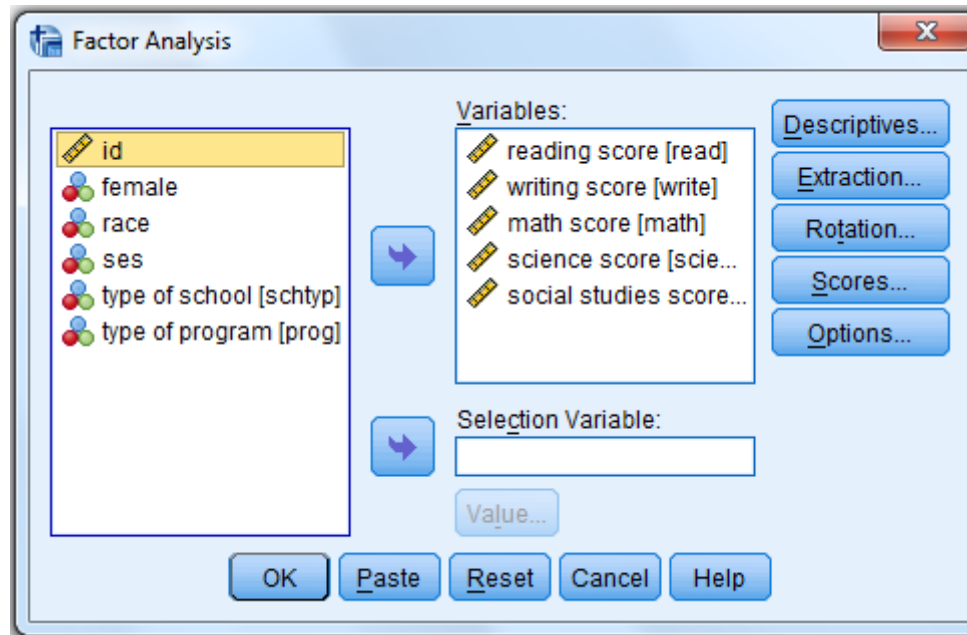 Factor Analysis
id
female
race
ses
type of school [schtyp]
type of program [prog]
Variables:
reading score [read]
writing score [write]
math score [math]
science score [scie...
social studies score...
Selection Variable:
Value...
Descriptives...
Extraction...
Rotation...
Scores...
Options...
OK Paste Reset Cancel Help